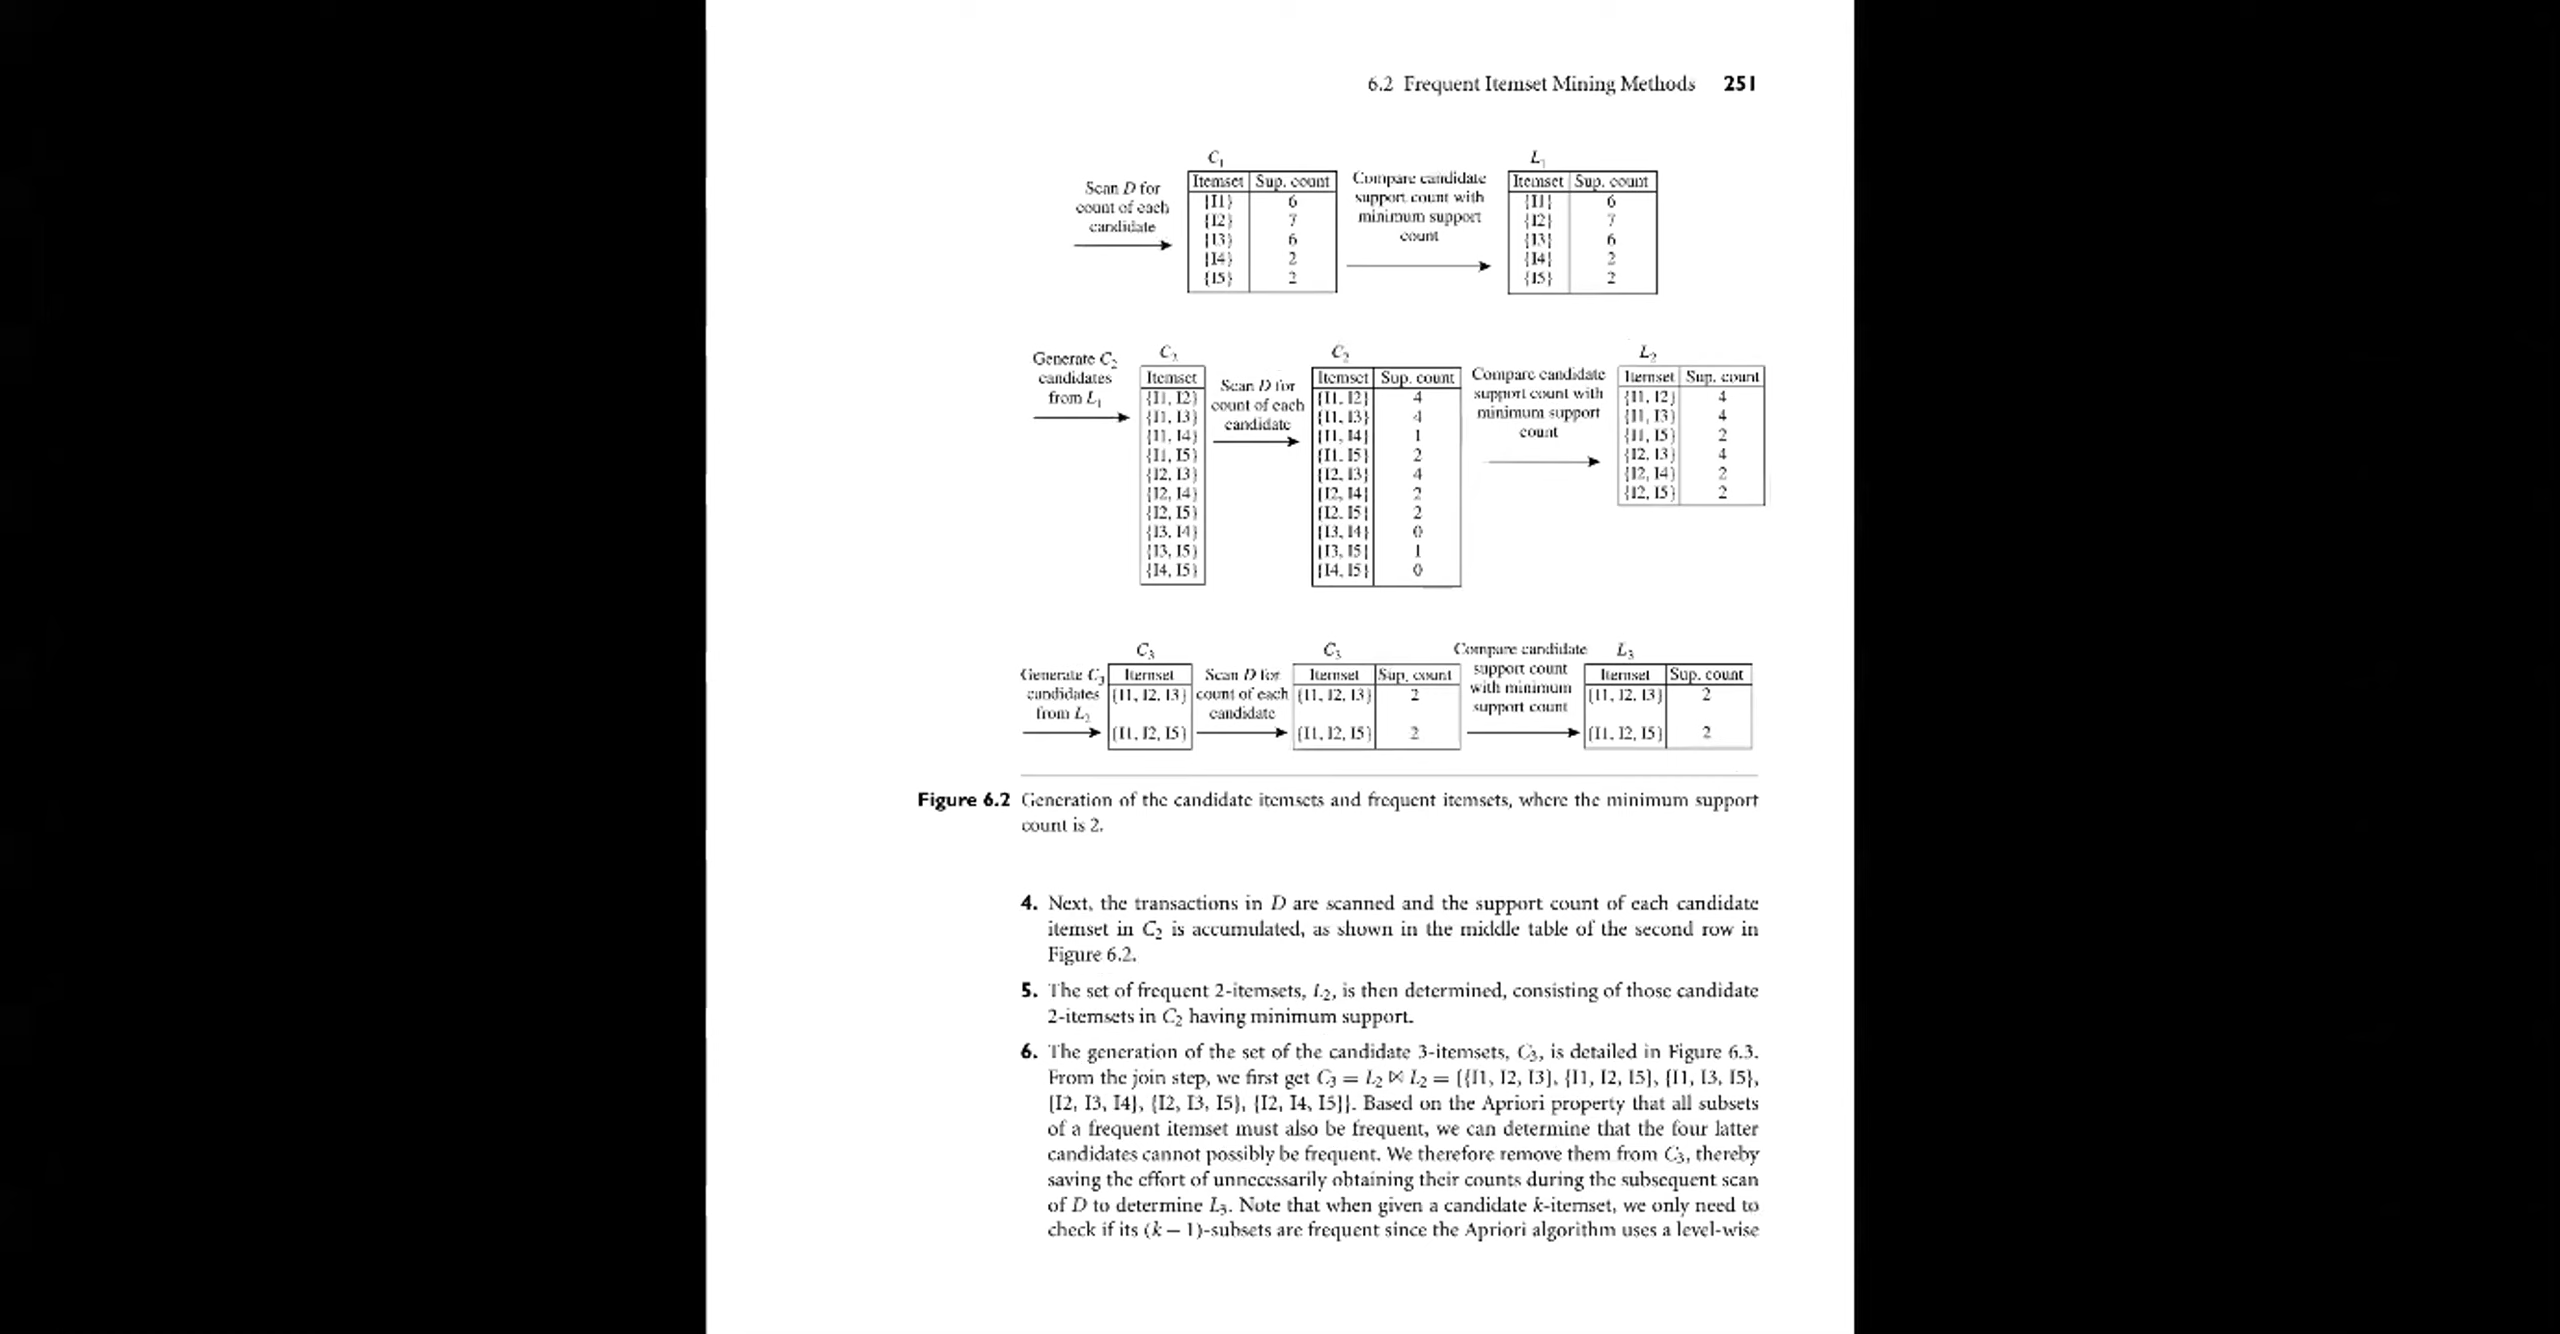 6.2 Frequent Itemset Mining Methods 251
C1
L1
Scan D for
count of each
candidate
Itemset Sup. count
{I1} 6
{I2} 7
{I3} 6
{I4} 2
{I5} 2
Compare candidate
support count with
minimum support
count
Itemset Sup. count
{I1} 6
{I2} 7
{I3} 6
{I4} 2
{I5} 2
Generate C2
candidates
from L1
C2
Itemset
{I1, I2}
{I1, I3}
{I1, I4}
{I1, I5}
{I2, I3}
{I2, I4}
{I2, I5}
{I3, I4}
{I3, I5}
{I4, I5}
Scan D for
count of each
candidate
C2
Itemset Sup. count
{I1, I2} 4
{I1, I3} 4
{I1, I4} 1
{I1, I5} 2
{I2, I3} 4
{I2, I4} 2
{I2, I5} 2
{I3, I4} 0
{I3, I5} 1
{I4, I5} 0
Compare candidate
support count with
minimum support
count
L2
Itemset Sup. count
{I1, I2} 4
{I1, I3} 4
{I1, I5} 2
{I2, I3} 4
{I2, I4} 2
{I2, I5} 2
Generate C3
candidates
from L2
C3
Itemset
{I1, I2, I3}
{I1, I2, I5}
Scan D for
count of each
candidate
C3
Itemset Sup. count
{I1, I2, I3} 2
{I1, I2, I5} 2
Compare candidate
support count
with minimum
support count
L3
Itemset Sup. count
{I1, I2, I3} 2
{I1, I2, I5} 2
Figure 6.2 Generation of the candidate itemsets and frequent itemsets, where the minimum support
count is 2.
4. Next, the transactions in D are scanned and the support count of each candidate
itemset in C2 is accumulated, as shown in the middle table of the second row in
Figure 6.2.
5. The set of frequent 2-itemsets, L2, is then determined, consisting of those candidate
2-itemsets in C2 having minimum support.
6. The generation of the set of the candidate 3-itemsets, C3, is detailed in Figure 6.3.
From the join step, we first get C3 = L2 ⋈ L2 = {{I1, I2, I3}, {I1, I2, I5}, {I1, I3, I5},
{I2, I3, I4}, {I2, I3, I5}, {I2, I4, I5}}. Based on the Apriori property that all subsets
of a frequent itemset must also be frequent, we can determine that the four latter
candidates cannot possibly be frequent. We therefore remove them from C3, thereby
saving the effort of unnecessarily obtaining their counts during the subsequent scan
of D to determine L3. Note that when given a candidate k-itemset, we only need to
check if its (k − 1)-subsets are frequent since the Apriori algorithm uses a level-wise